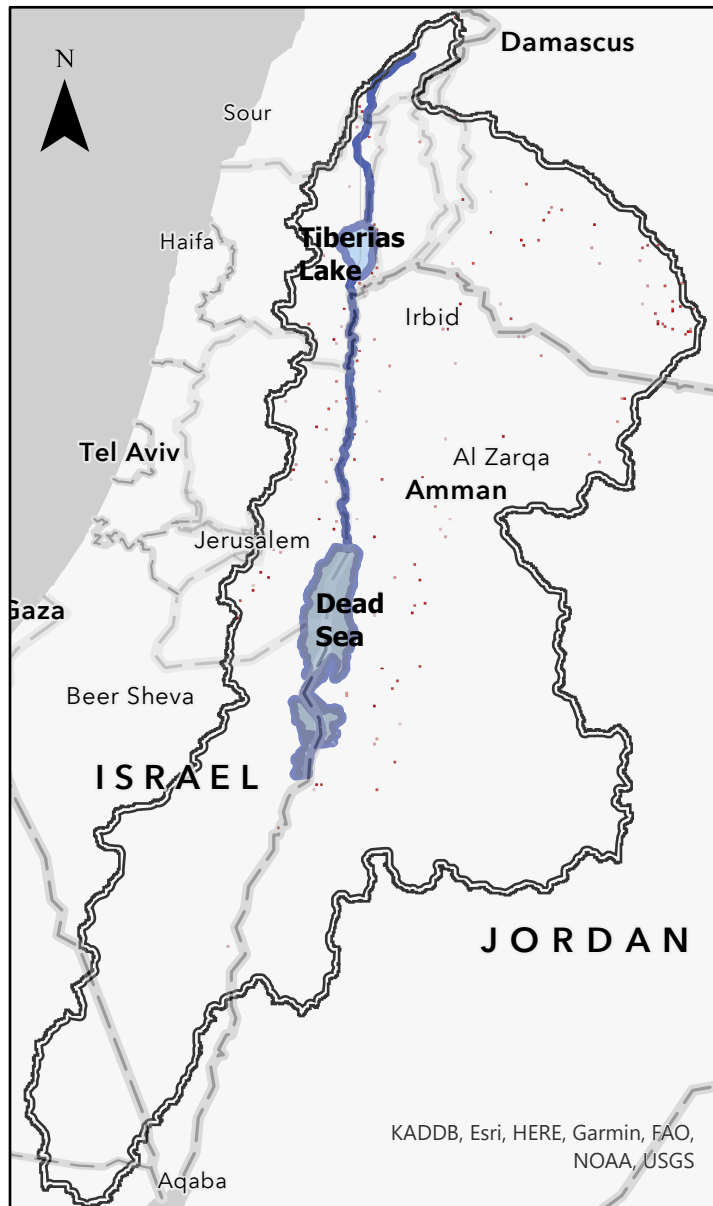 N
Damascus
Sour
Haifa
Tiberias
Lake
Irbid
Tel Aviv
Al Zarqa
Amman
Jerusalem
Gaza
Dead
Sea
Beer Sheva
ISRAEL
JORDAN
KADDB, Esri, HERE, Garmin, FAO,
NOAA, USGS
Aqaba